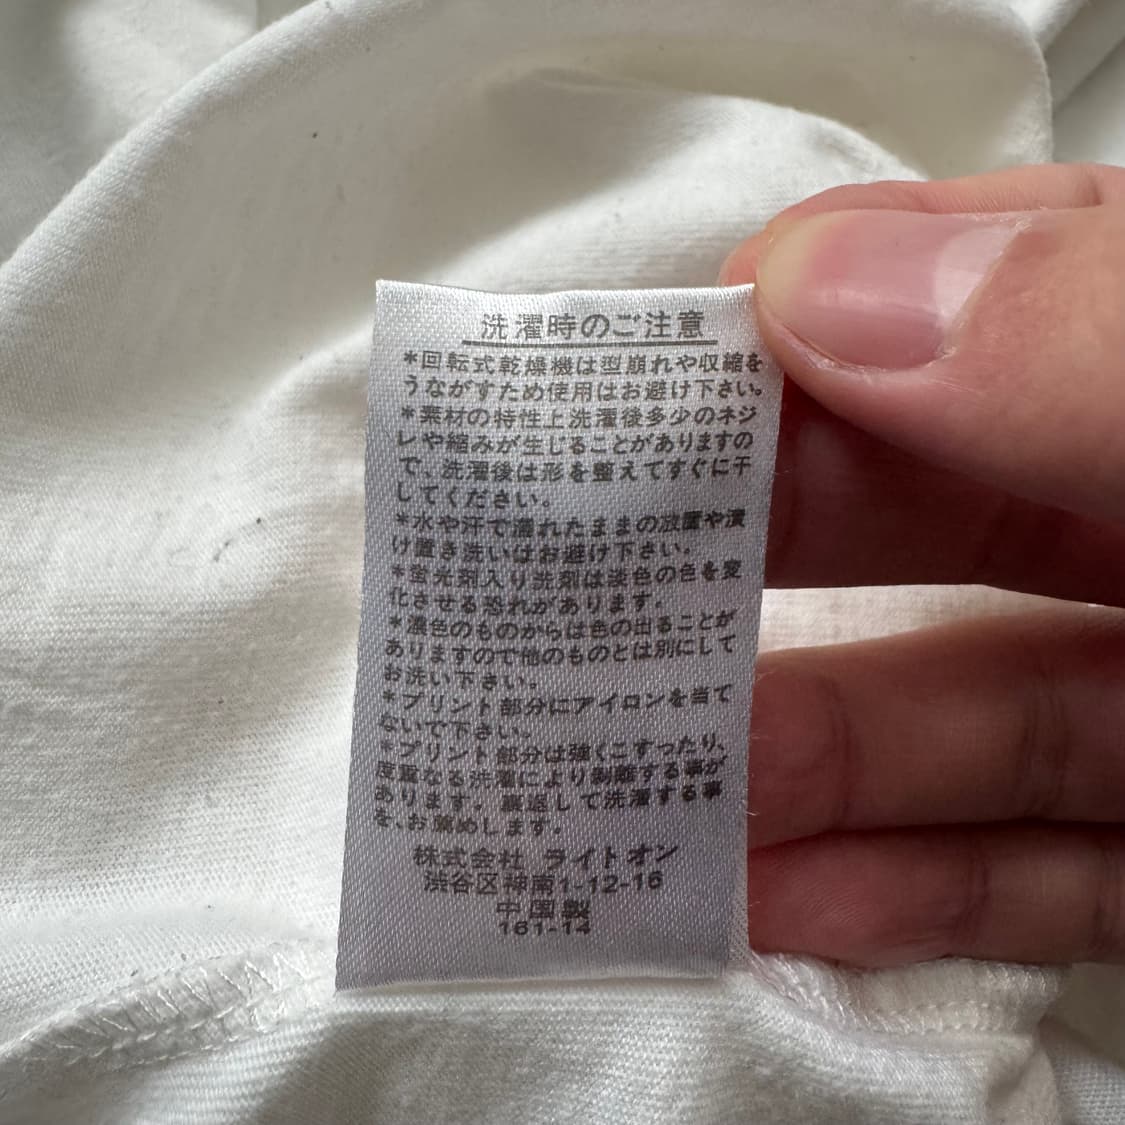 洗濯時のご注意
*回転式乾燥機は型崩れや収縮を
うながすため使用はお避け下さい。
*素材の特性上洗濯後多少のネジ
レや縮みが生じることがありますの
で、洗濯後は形を整えてすぐに干
してください。
*水や汗で濡れたままの放置や漬
け置き洗いはお避け下さい。
*蛍光剤入り洗剤は淡色の色を変
化させる恐れがあります。
*濃色のものからは色の出ることが
ありますので他のものとは別にして
お洗い下さい。
*プリント部分にアイロンを当て
ないで下さい。
*プリント部分は強くこすったり、
度重なる洗濯により剥離する事が
あります。裏返しで洗濯する事
を、お薦めします。
株式会社 ライトオン
渋谷区神南1-12-16
中国製
161-14